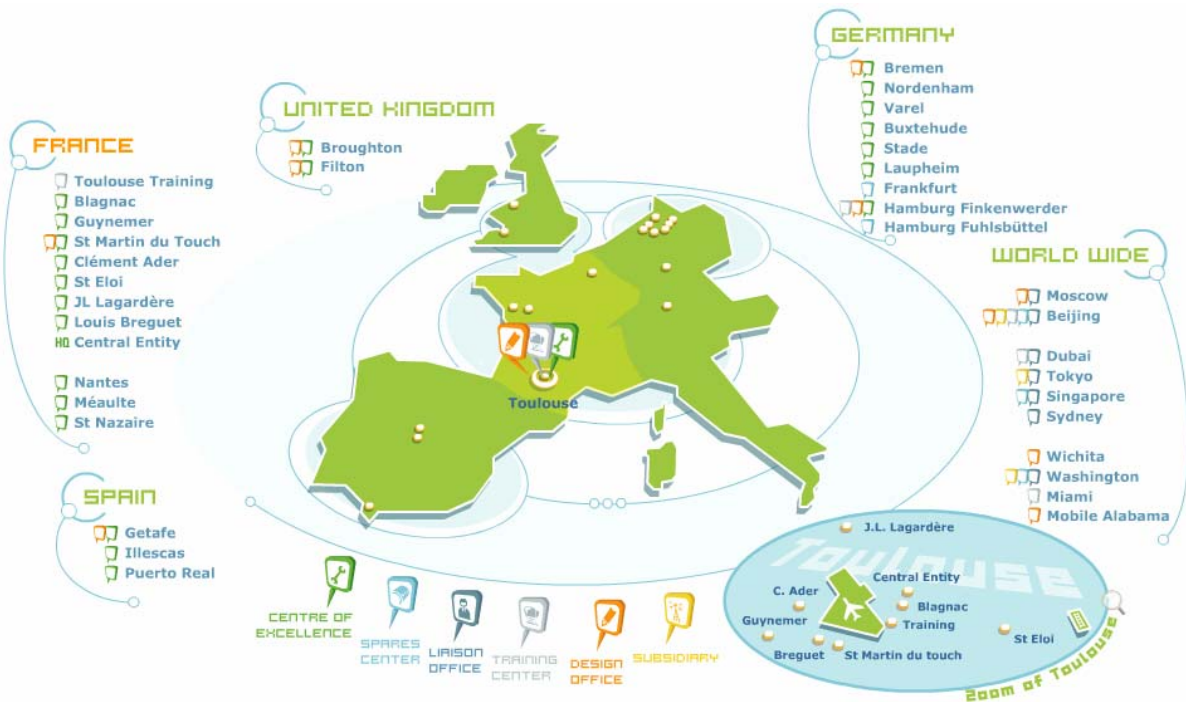 GERMANY
Bremen
Nordenham
Varel
Buxtehude
Stade
Laupheim
Frankfurt
Hamburg Finkenwerder
Hamburg Fuhlsbüttel
UNITED KINGDOM
Broughton
Filton
FRANCE
Toulouse Training
Blagnac
Guynemer
St Martin du Touch
Clément Ader
St Eloi
JL Lagardère
Louis Breguet
HQ Central Entity
Nantes
Méaulte
St Nazaire
WORLD WIDE
Moscow
Beijing
Dubai
Tokyo
Singapore
Sydney
Wichita
Washington
Miami
Mobile Alabama
Toulouse
SPAIN
Getafe
Illescas
Puerto Real
CENTRE OF
EXCELLENCE
SPARES
CENTER
LIAISON
OFFICE
TRAINING
CENTER
DESIGN
OFFICE
SUBSIDIARY
J.L. Lagardère
Toulouse
Central Entity
C. Ader
Blagnac
Guynemer
Training
St Eloi
Breguet
St Martin du touch
Zoom of Toulouse